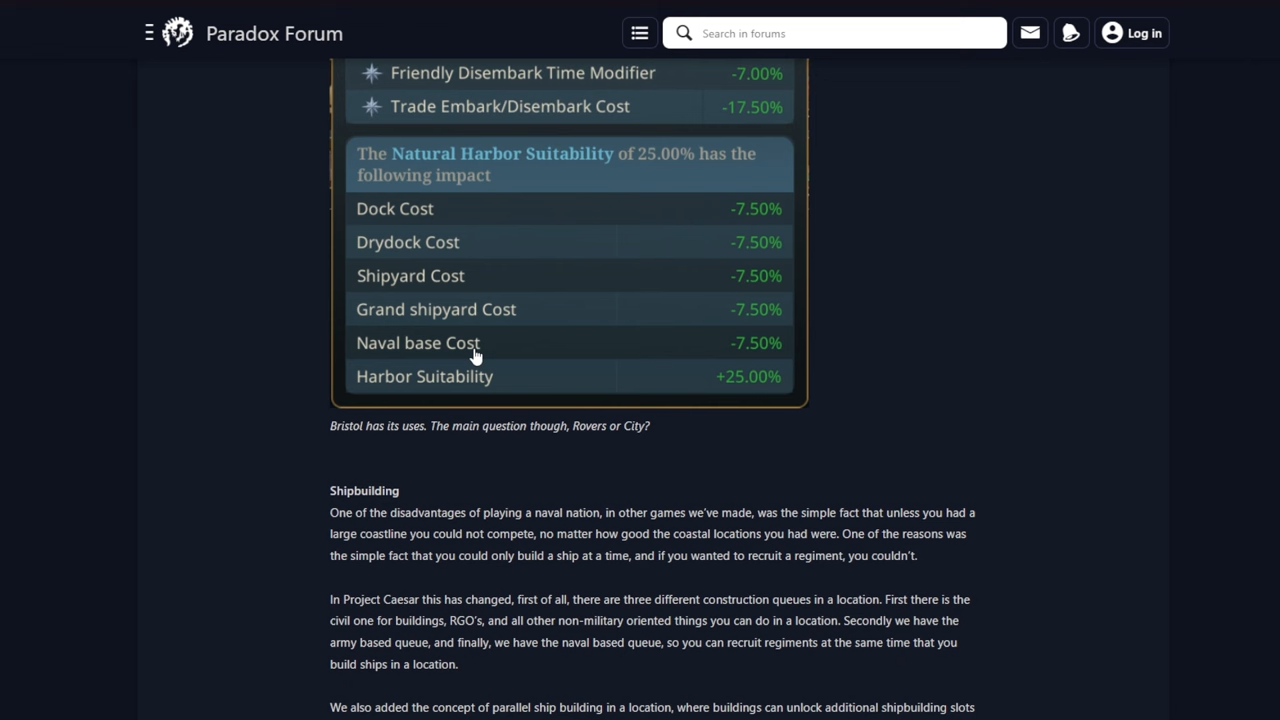 Paradox Forum
Search in forums
Log in
Friendly Disembark Time Modifier -7.00%
Trade Embark/Disembark Cost -17.50%
The Natural Harbor Suitability of 25.00% has the
following impact
Dock Cost -7.50%
Drydock Cost -7.50%
Shipyard Cost -7.50%
Grand shipyard Cost -7.50%
Naval base Cost -7.50%
Harbor Suitability +25.00%
Bristol has its uses. The main question though, Rovers or City?
Shipbuilding
One of the disadvantages of playing a naval nation, in other games we've made, was the simple fact that unless you had a
large coastline you could not compete, no matter how good the coastal locations you had were. One of the reasons was
the simple fact that you could only build a ship at a time, and if you wanted to recruit a regiment, you couldn't.
In Project Caesar this has changed, first of all, there are three different construction queues in a location. First there is the
civil one for buildings, RGO's, and all other non-military oriented things you can do in a location. Secondly we have the
army based queue, and finally, we have the naval based queue, so you can recruit regiments at the same time that you
build ships in a location.
We also added the concept of parallel ship building in a location, where buildings can unlock additional shipbuilding slots